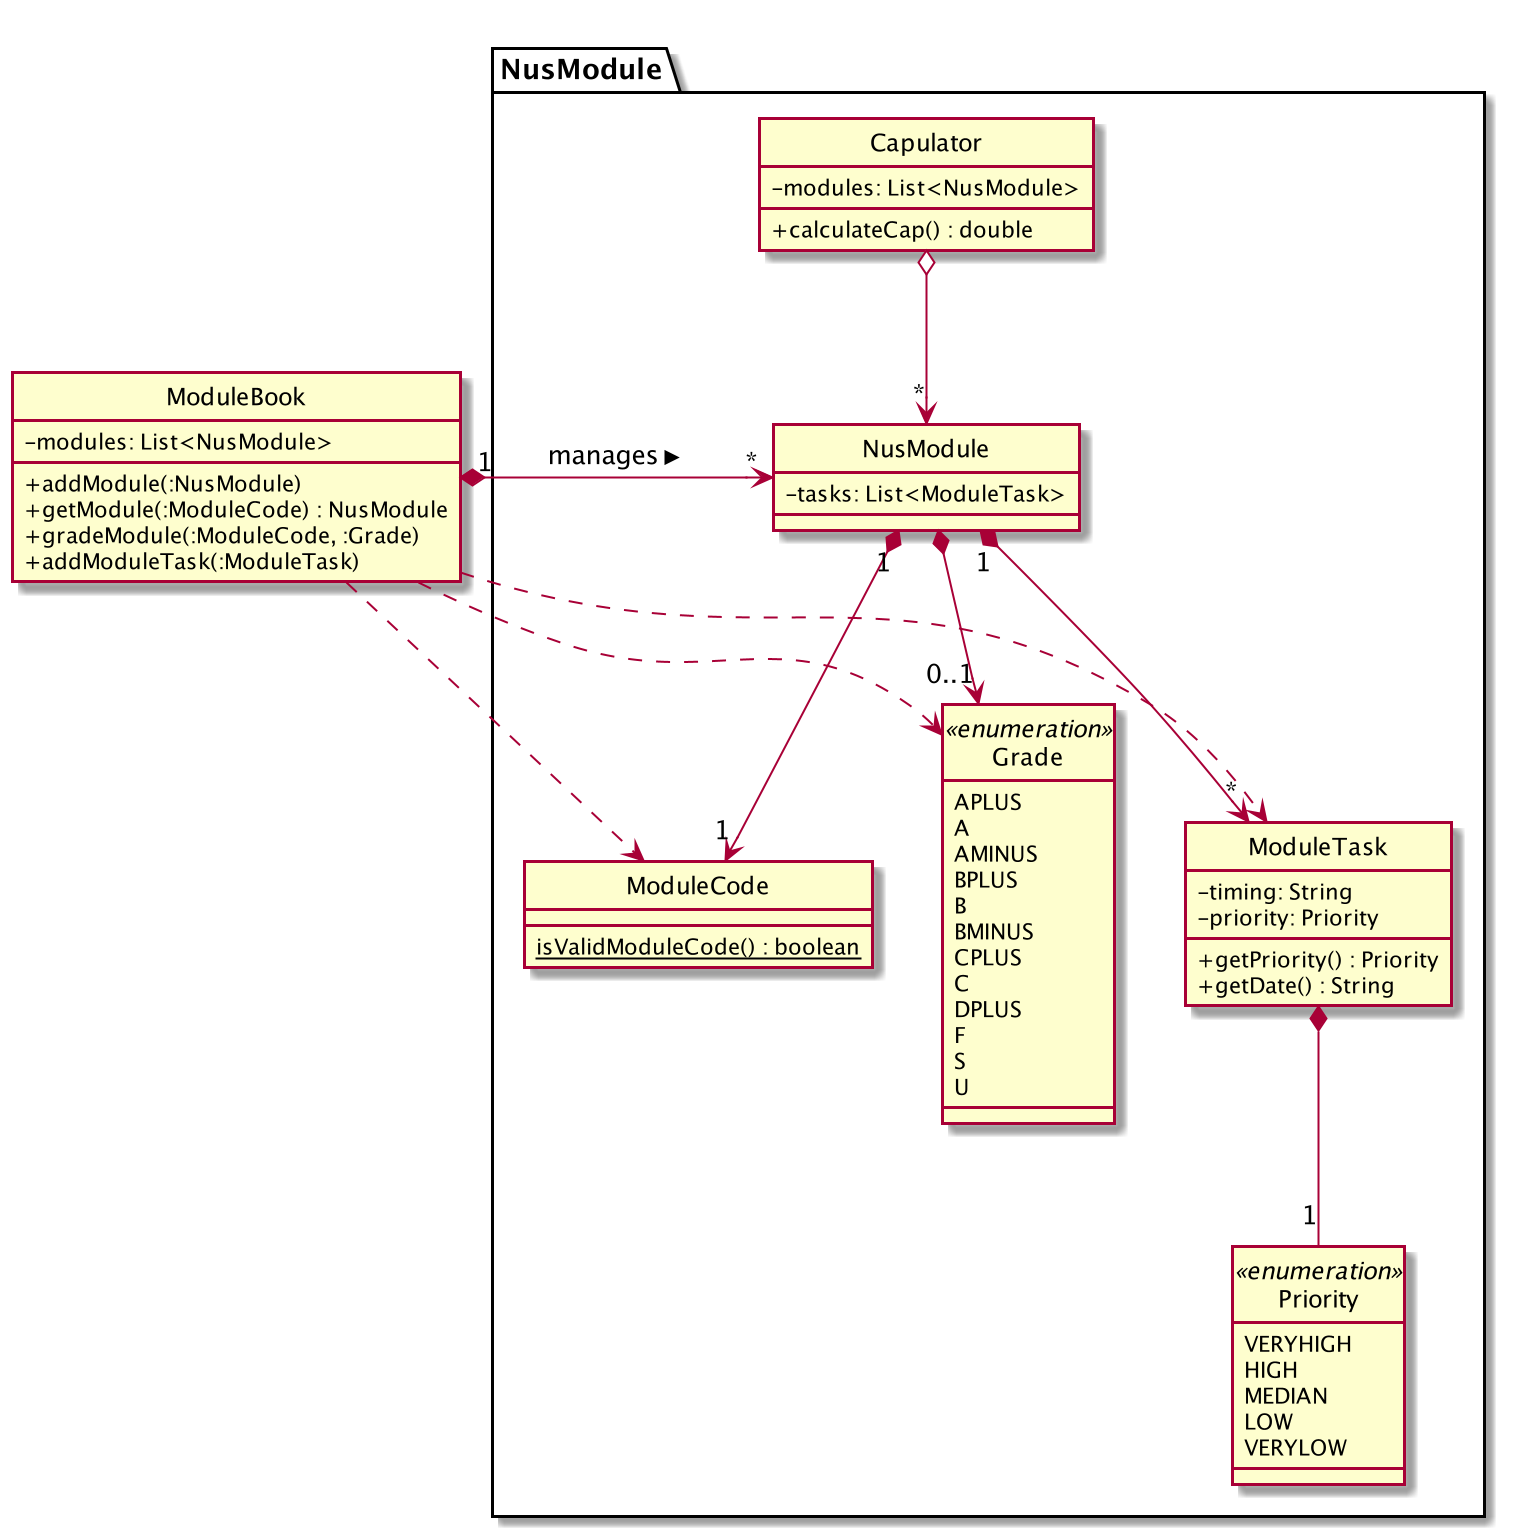 NusModule
Capulator
-modules: List<NusModule>
+calculateCap() : double
ModuleBook
-modules: List<NusModule>
+addModule(:NusModule)
+getModule(:ModuleCode) : NusModule
+gradeModule(:ModuleCode, :Grade)
+addModuleTask(:ModuleTask)
1
manages ►
*
*
NusModule
-tasks: List<ModuleTask>
1
1
0..1
1
*
«enumeration»
Grade
APLUS
A
AMINUS
BPLUS
B
BMINUS
CPLUS
C
DPLUS
F
S
U
ModuleCode
isValidModuleCode() : boolean
ModuleTask
-timing: String
-priority: Priority
+getPriority() : Priority
+getDate() : String
1
«enumeration»
Priority
VERYHIGH
HIGH
MEDIAN
LOW
VERYLOW